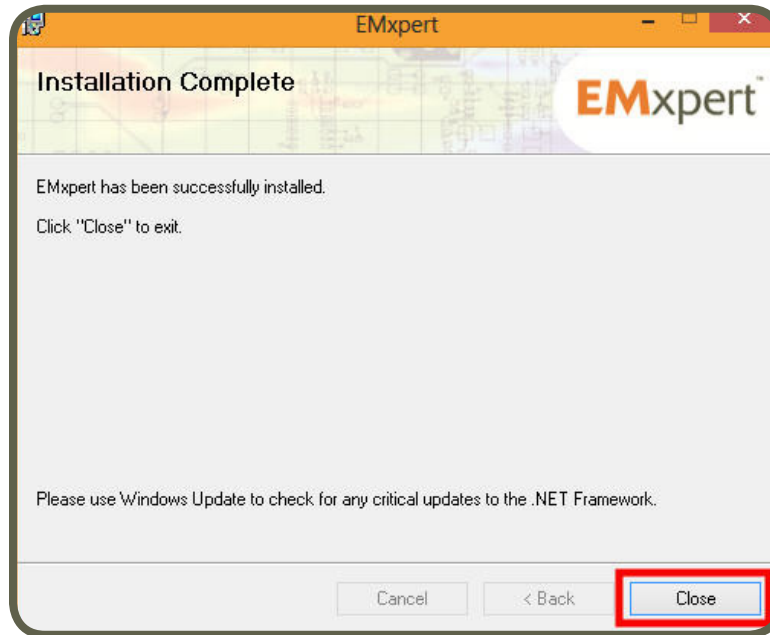 EMxpert
Installation Complete
EMxpert™
EMxpert has been successfully installed.
Click "Close" to exit.
Please use Windows Update to check for any critical updates to the .NET Framework.
Cancel
< Back
Close